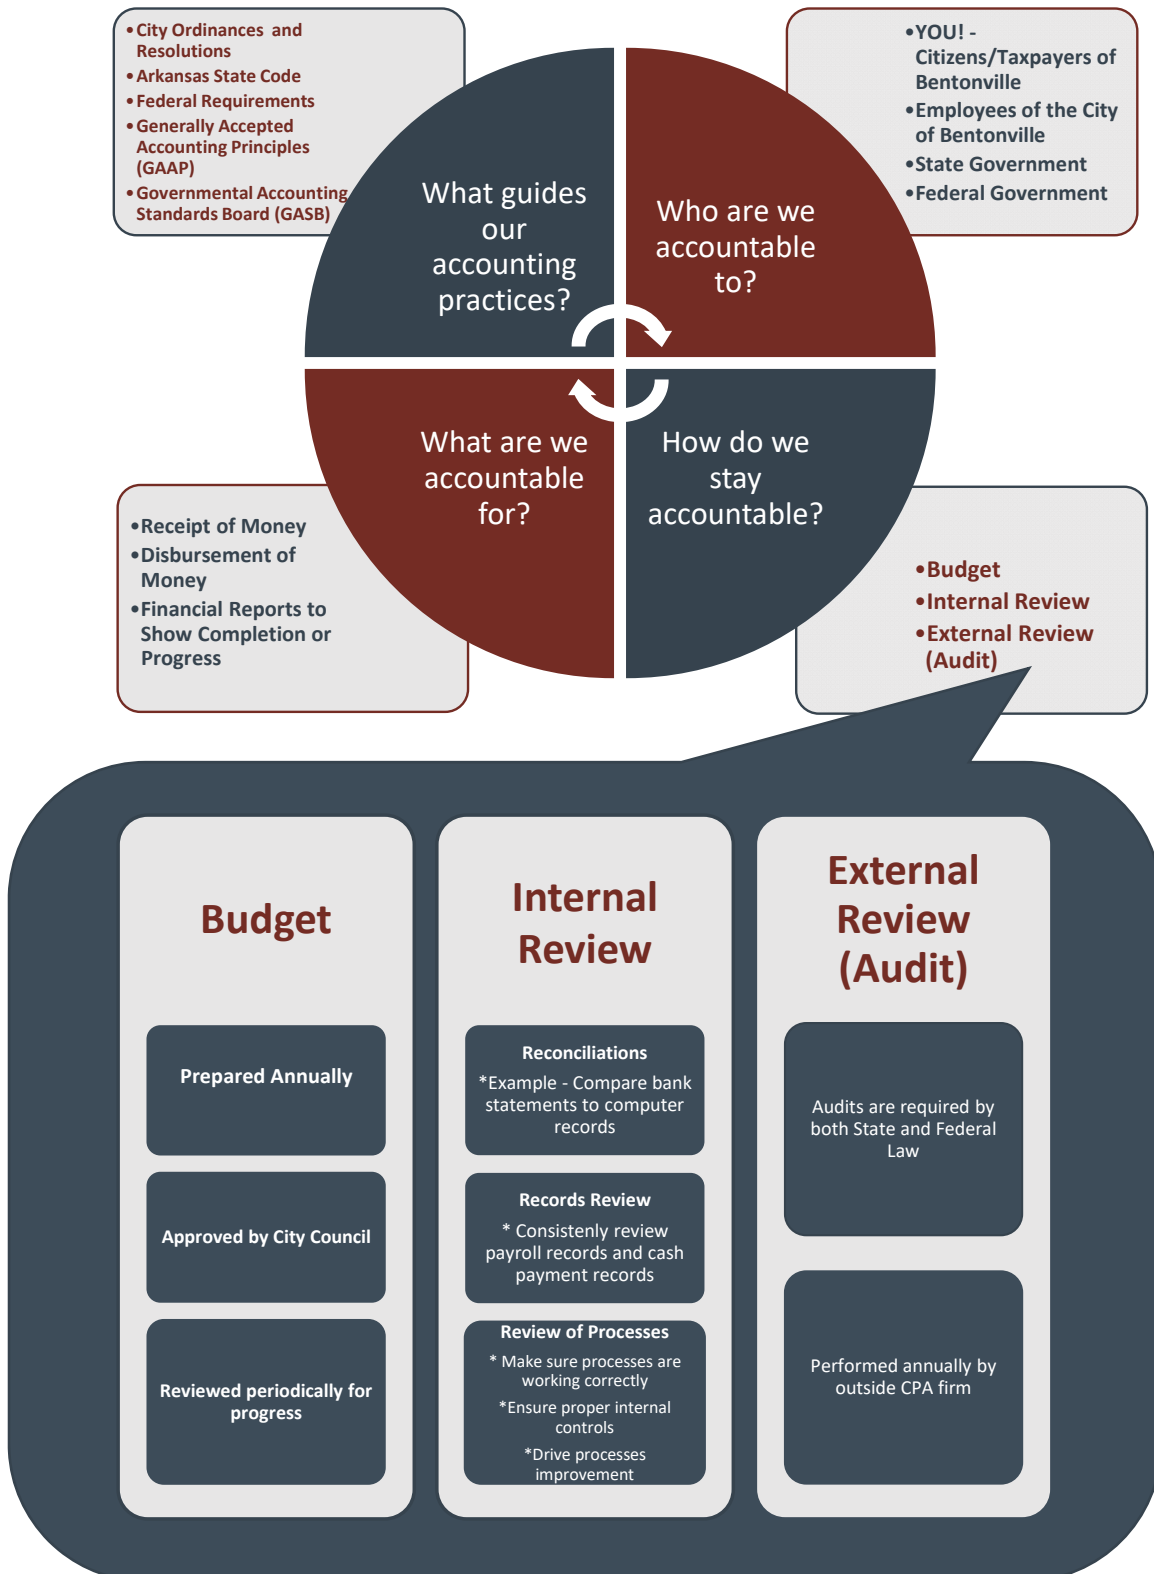 •City Ordinances and
Resolutions
•Arkansas State Code
•Federal Requirements
•Generally Accepted
Accounting Principles
(GAAP)
•Governmental Accounting
Standards Board (GASB)
What guides
our
accounting
practices?
Who are we
accountable
to?
•YOU! -
Citizens/Taxpayers of
Bentonville
•Employees of the City
of Bentonville
•State Government
•Federal Government
•Receipt of Money
•Disbursement of
Money
•Financial Reports to
Show Completion or
Progress
What are we
accountable
for?
How do we
stay
accountable?
•Budget
•Internal Review
•External Review
(Audit)
Budget
Prepared Annually
Approved by City Council
Reviewed periodically for
progress
Internal
Review
Reconciliations
*Example - Compare bank
statements to computer
records
Records Review
* Consistenly review
payroll records and cash
payment records
Review of Processes
* Make sure processes are
working correctly
*Ensure proper internal
controls
*Drive processes
improvement
External
Review
(Audit)
Audits are required by
both State and Federal
Law
Performed annually by
outside CPA firm